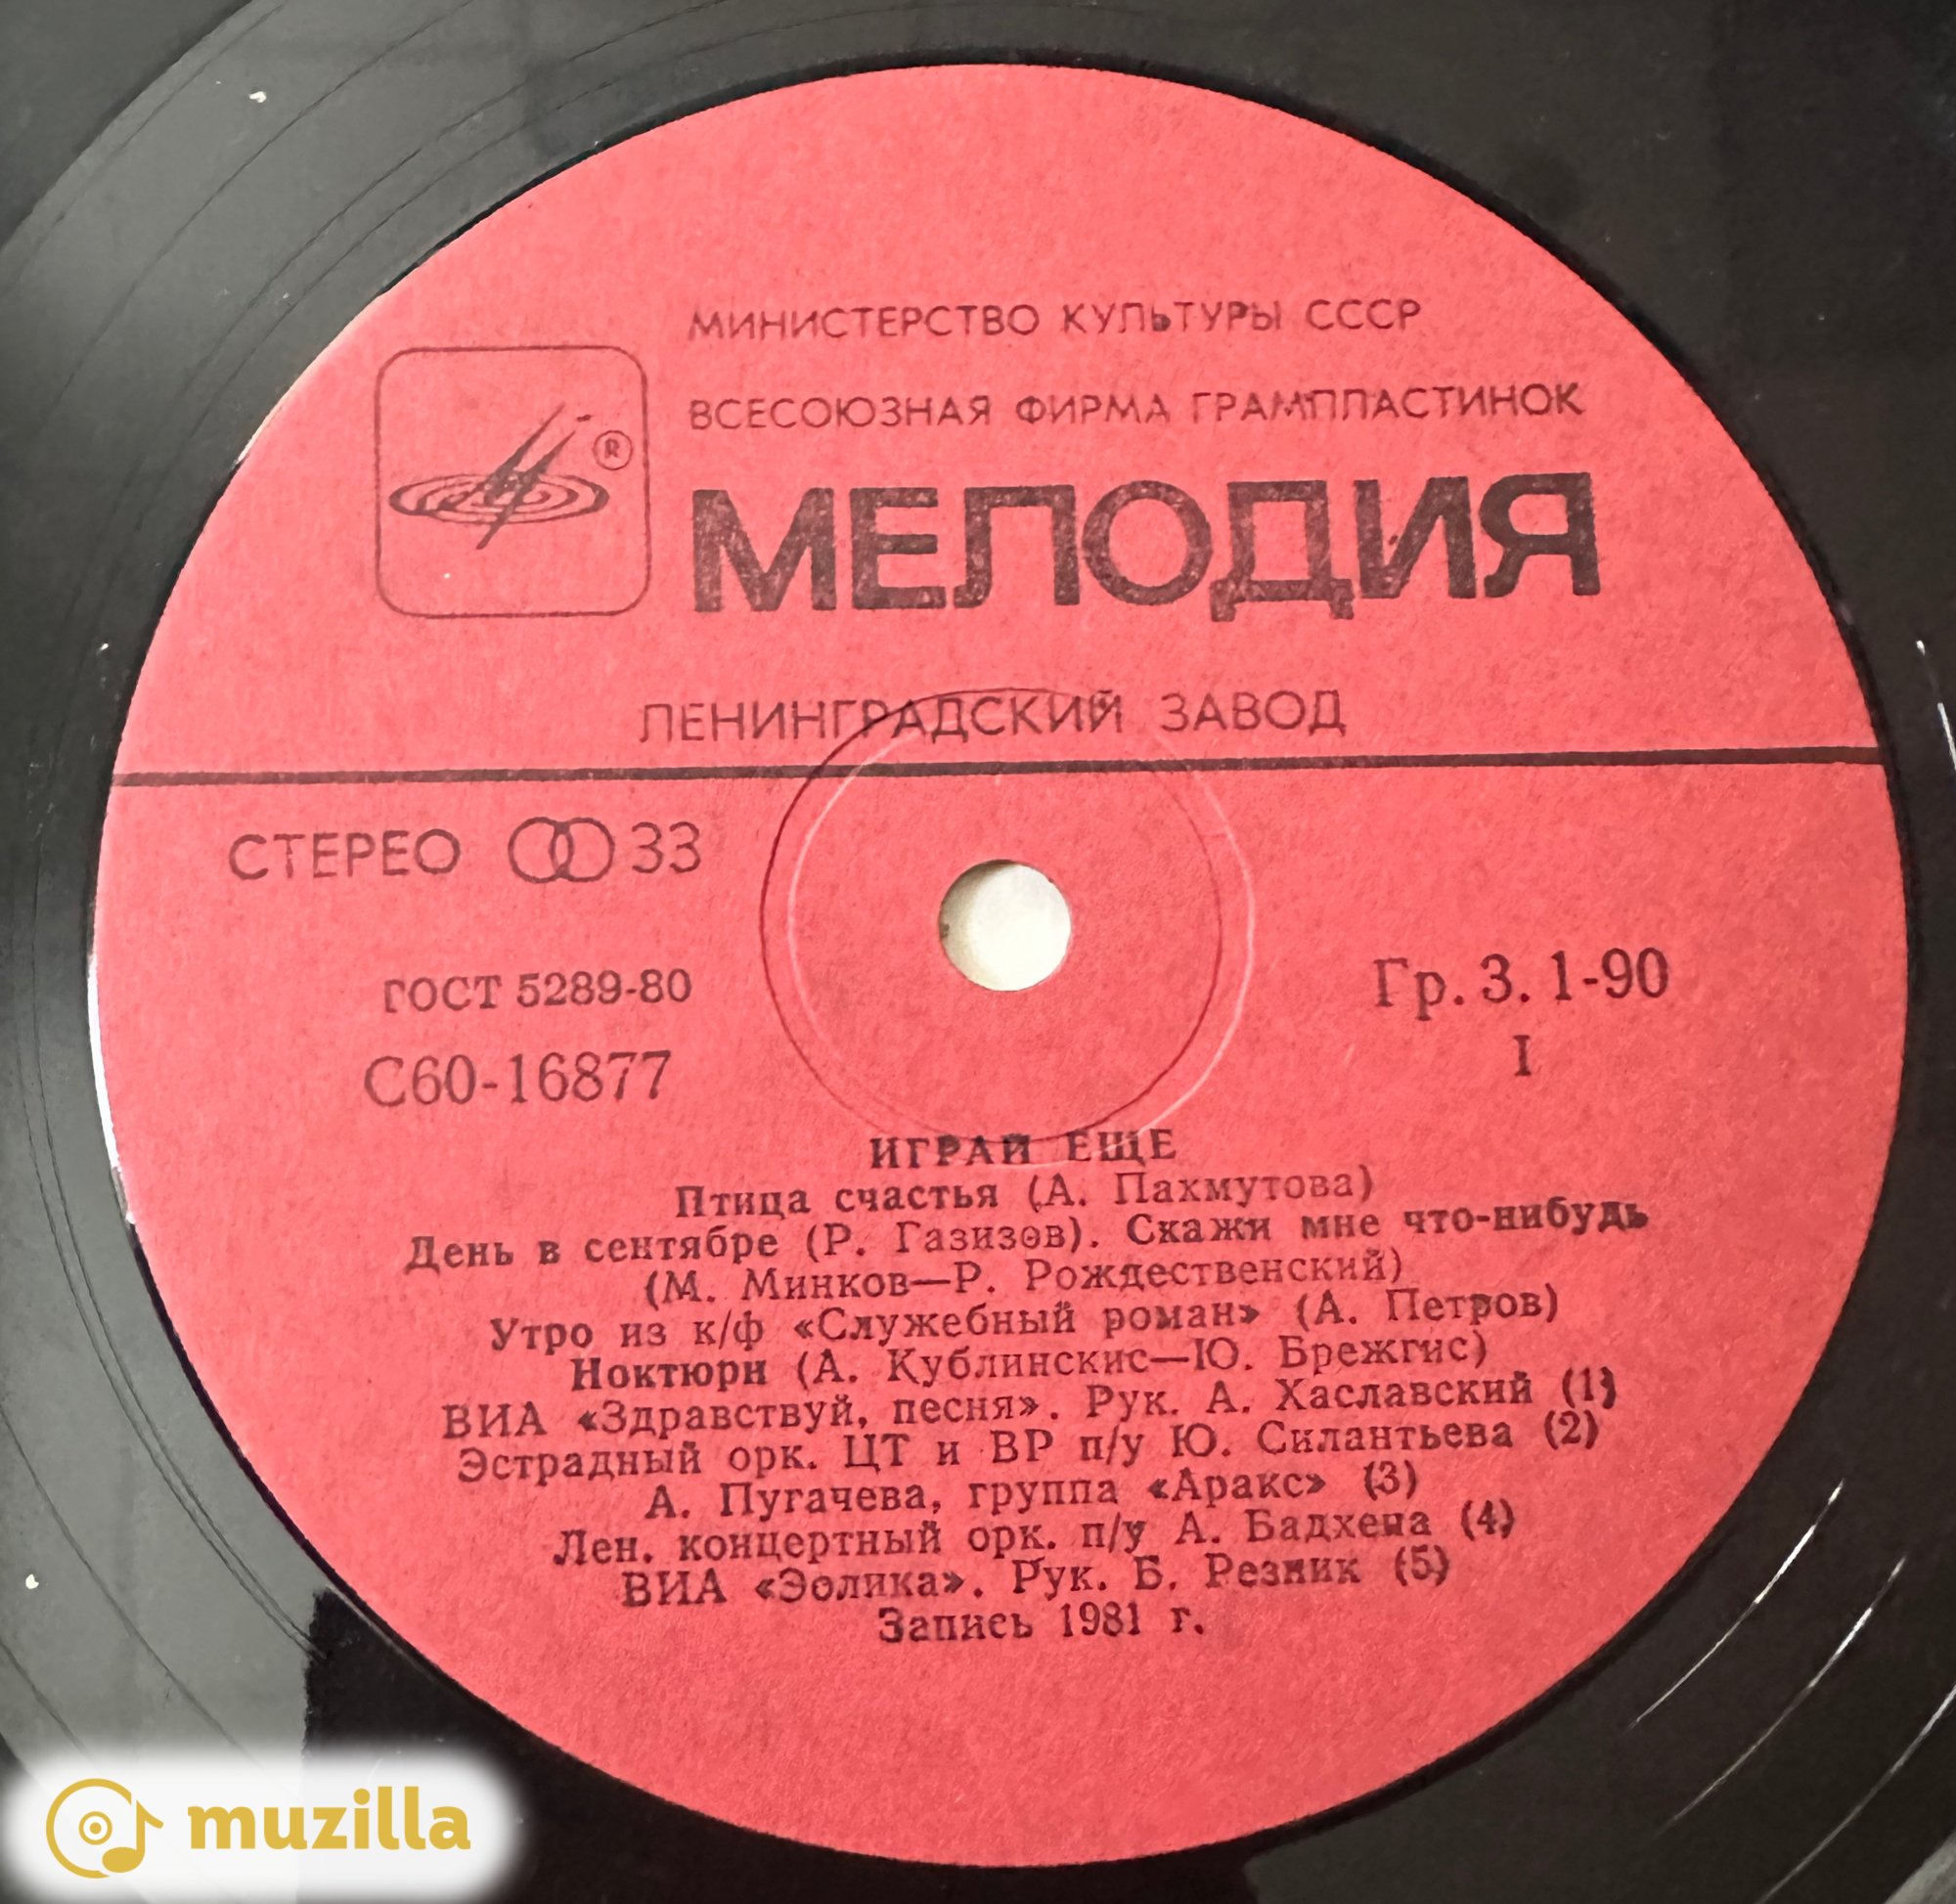 МИНИСТЕРСТВО КУЛЬТУРЫ СССР
ВСЕСОЮЗНАЯ ФИРМА ГРАМПЛАСТИНОК
®
МЕЛОДИЯ
ЛЕНИНГРАДСКИЙ ЗАВОД
СТЕРЕО 33
ГОСТ 5289-80
Гр. 3. 1-90
С60-16877
I
ИГРАЙ ЕЩЕ
Птица счастья (А. Пахмутова)
День в сентябре (Р. Газизов). Скажи мне что-нибудь
(М. Минков—Р. Рождественский)
Утро из к/ф «Служебный роман» (А. Петров)
Ноктюрн (А. Кублинскис—Ю. Брежгис)
ВИА «Здравствуй, песня». Рук. А. Хаславский (1)
Эстрадный орк. ЦТ и ВР п/у Ю. Силантьева (2)
А. Пугачева, группа «Аракс» (3)
Лен. концертный орк. п/у А. Бадхена (4)
ВИА «Эолика». Рук. Б. Резник (5)
Запись 1981 г.
muzilla